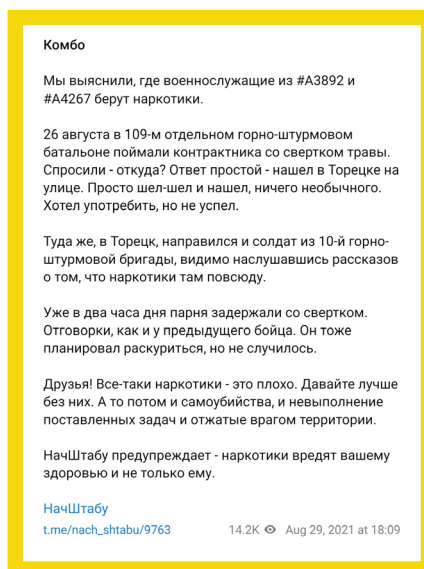 Комбо
Мы выяснили, где военнослужащие из #А3892 и
#А4267 берут наркотики.
26 августа в 109-м отдельном горно-штурмовом
батальоне поймали контрактника со свертком травы.
Спросили - откуда? Ответ простой - нашел в Торецке на
улице. Просто шел-шел и нашел, ничего необычного.
Хотел употребить, но не успел.
Туда же, в Торецк, направился и солдат из 10-й горно-
штурмовой бригады, видимо наслушавшись рассказов
о том, что наркотики там повсюду.
Уже в два часа дня парня задержали со свертком.
Отговорки, как и у предыдущего бойца. Он тоже
планировал раскуриться, но не случилось.
Друзья! Все-таки наркотики - это плохо. Давайте лучше
без них. А то потом и самоубийства, и невыполнение
поставленных задач и отжатые врагом территории.
НачШтабу предупреждает - наркотики вредят вашему
здоровью и не только ему.
НачШтабу
t.me/nach_shtabu/9763 14.2K Aug 29, 2021 at 18:09